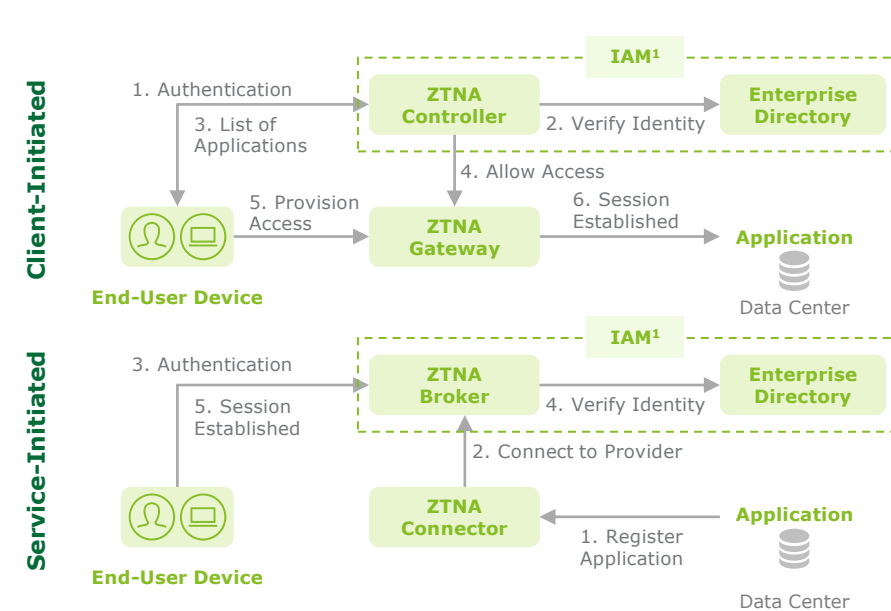 Client-Initiated
IAM¹
1. Authentication
ZTNA
Controller
2. Verify Identity
Enterprise
Directory
3. List of
Applications
4. Allow Access
5. Provision
Access
ZTNA
Gateway
6. Session
Established
Application
End-User Device
Data Center
Service-Initiated
IAM¹
3. Authentication
ZTNA
Broker
4. Verify Identity
Enterprise
Directory
5. Session
Established
2. Connect to Provider
ZTNA
Connector
1. Register
Application
Application
End-User Device
Data Center